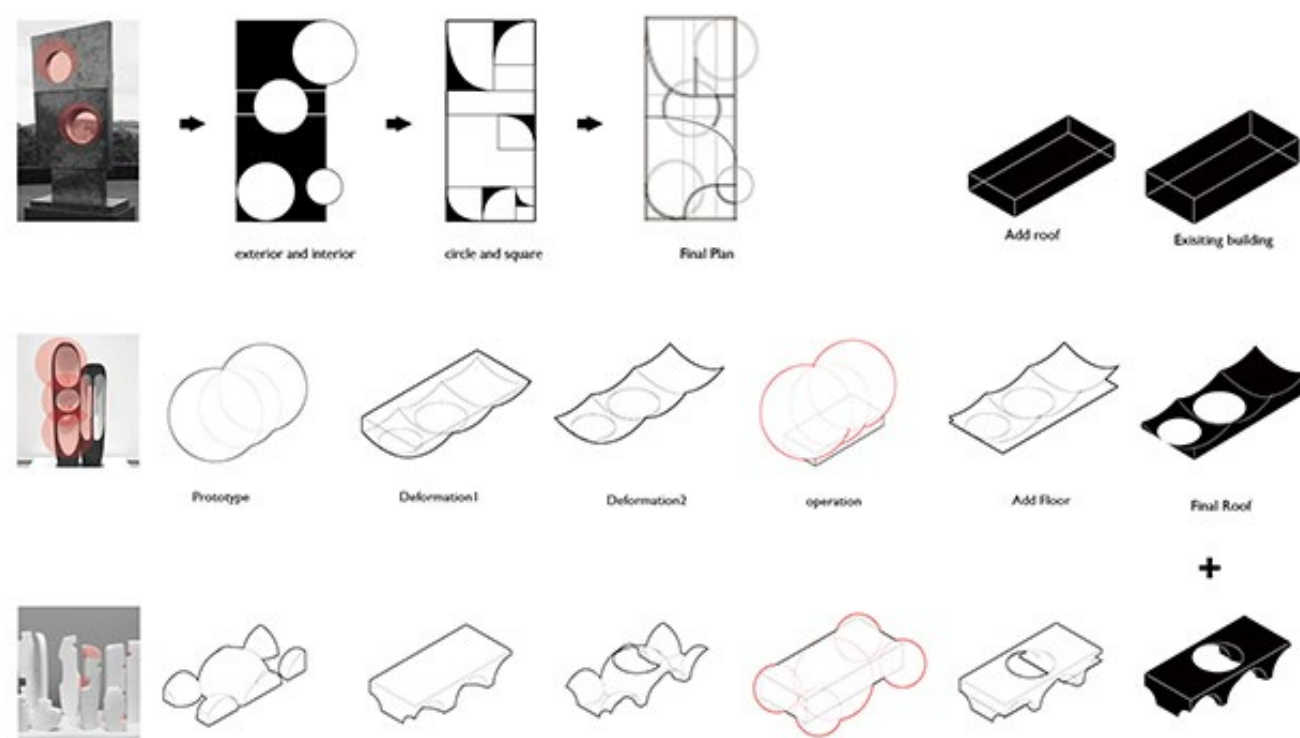 exterior and interior
circle and square
Final Plan
Add roof
Exisiting building
Prototype
Deformation1
Deformation2
operation
Add Floor
Final Roof
+